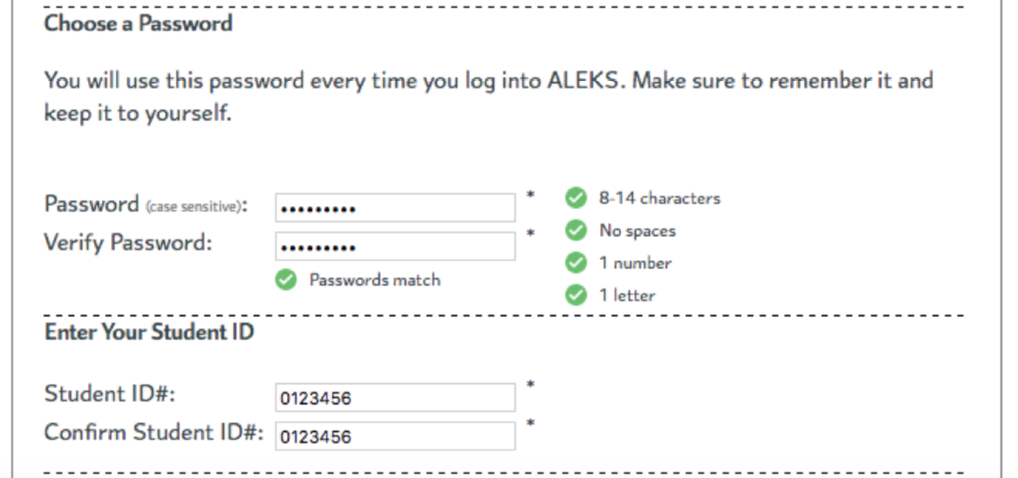 Choose a Password
You will use this password every time you log into ALEKS. Make sure to remember it and
keep it to yourself.
Password (case sensitive): ••••••••• * 8-14 characters
Verify Password: ••••••••• * No spaces
1 number
Passwords match
1 letter
Enter Your Student ID
Student ID#: 0123456 *
Confirm Student ID#: 0123456 *